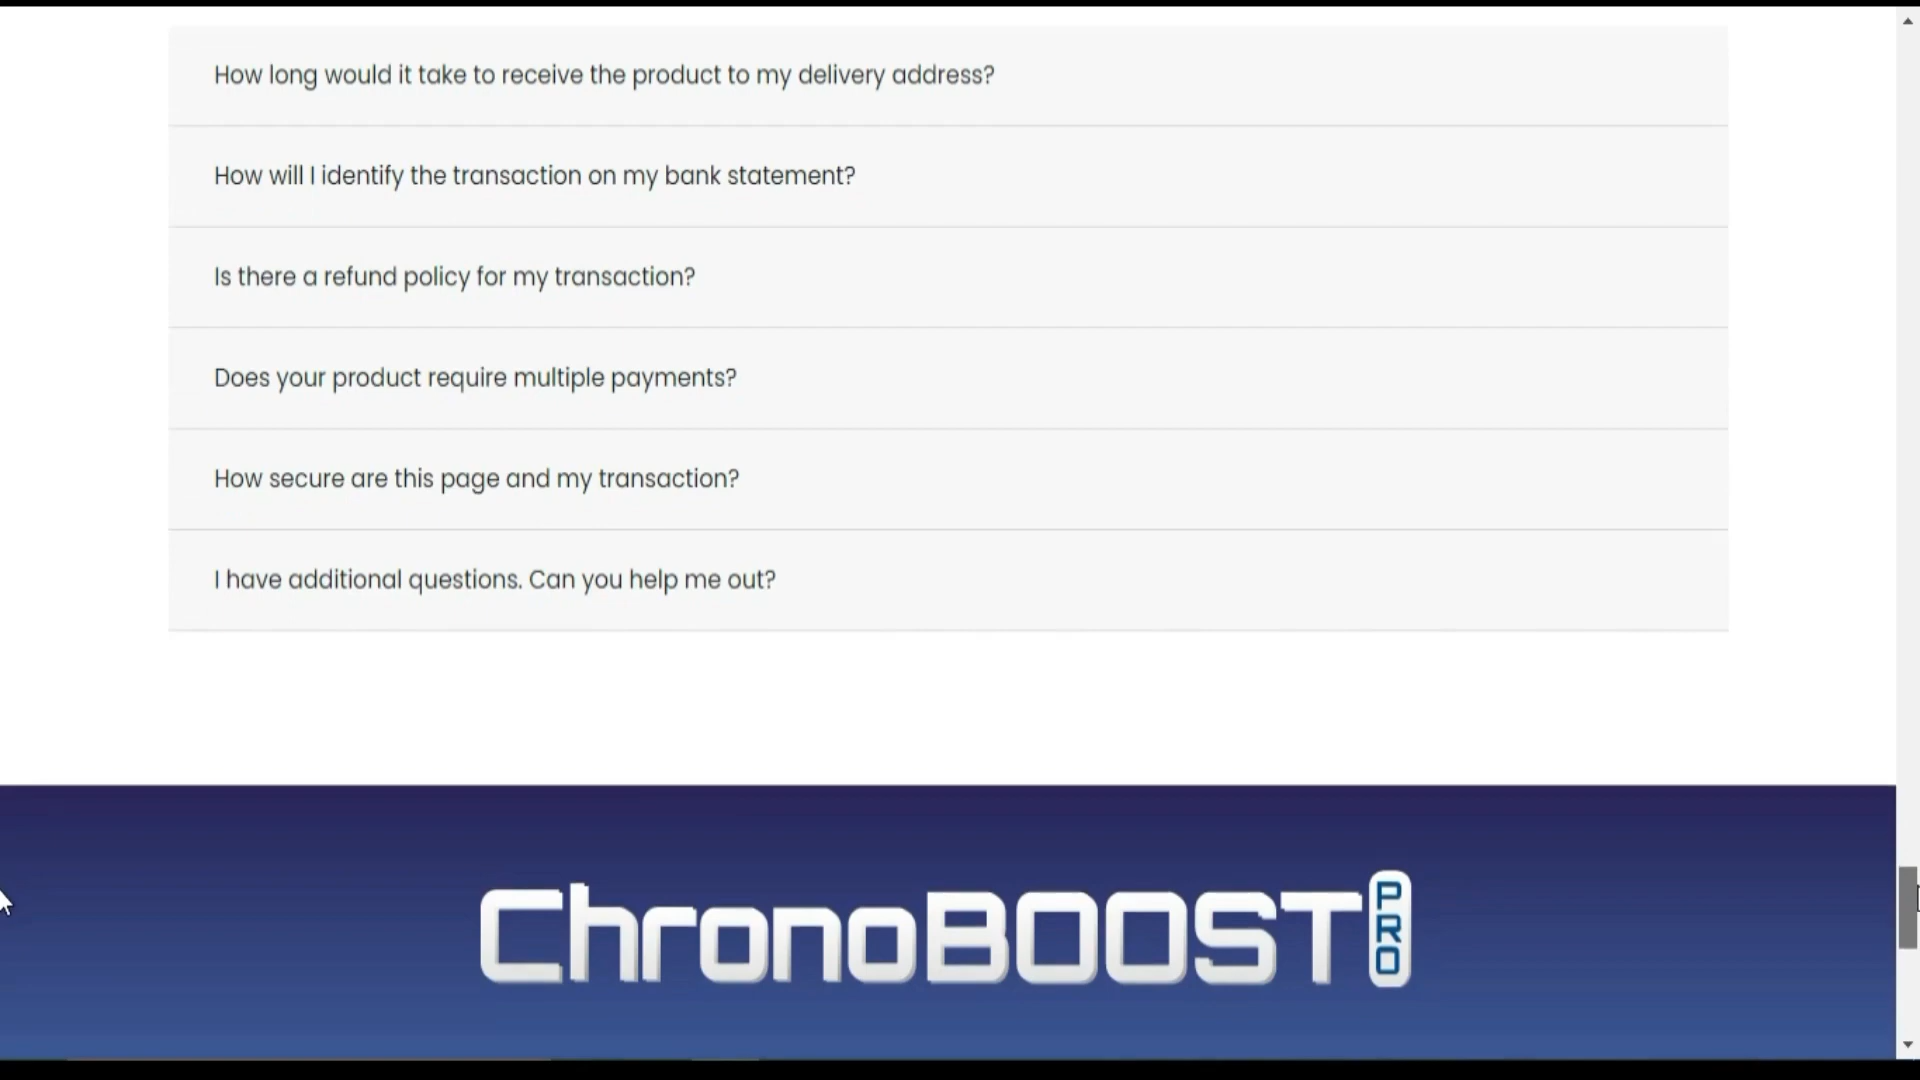 How long would it take to receive the product to my delivery address?
How will I identify the transaction on my bank statement?
Is there a refund policy for my transaction?
Does your product require multiple payments?
How secure are this page and my transaction?
I have additional questions. Can you help me out?
ChronoBOOST PRO